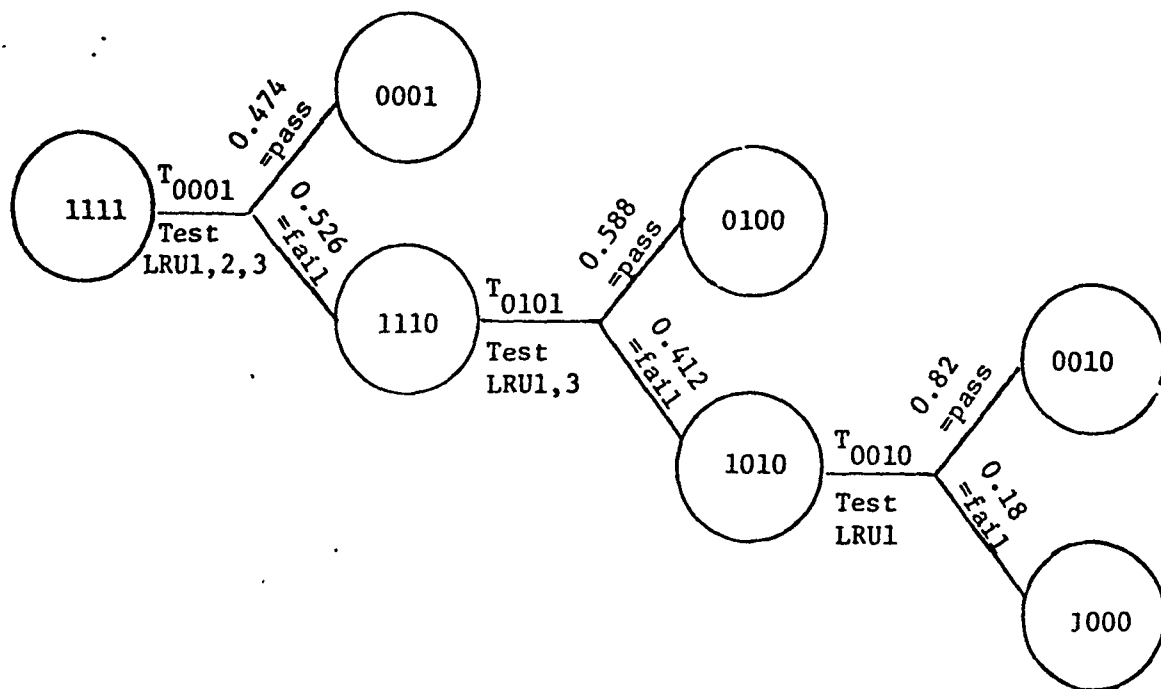 1111
T0001
Test
LRU1,2,3
0.474
=pass
0001
0.526
=fail
1110
T0101
Test
LRU1,3
0.588
=pass
0100
0.412
=fail
1010
T0010
Test
LRU1
0.82
=pass
0010
0.18
=fail
1000